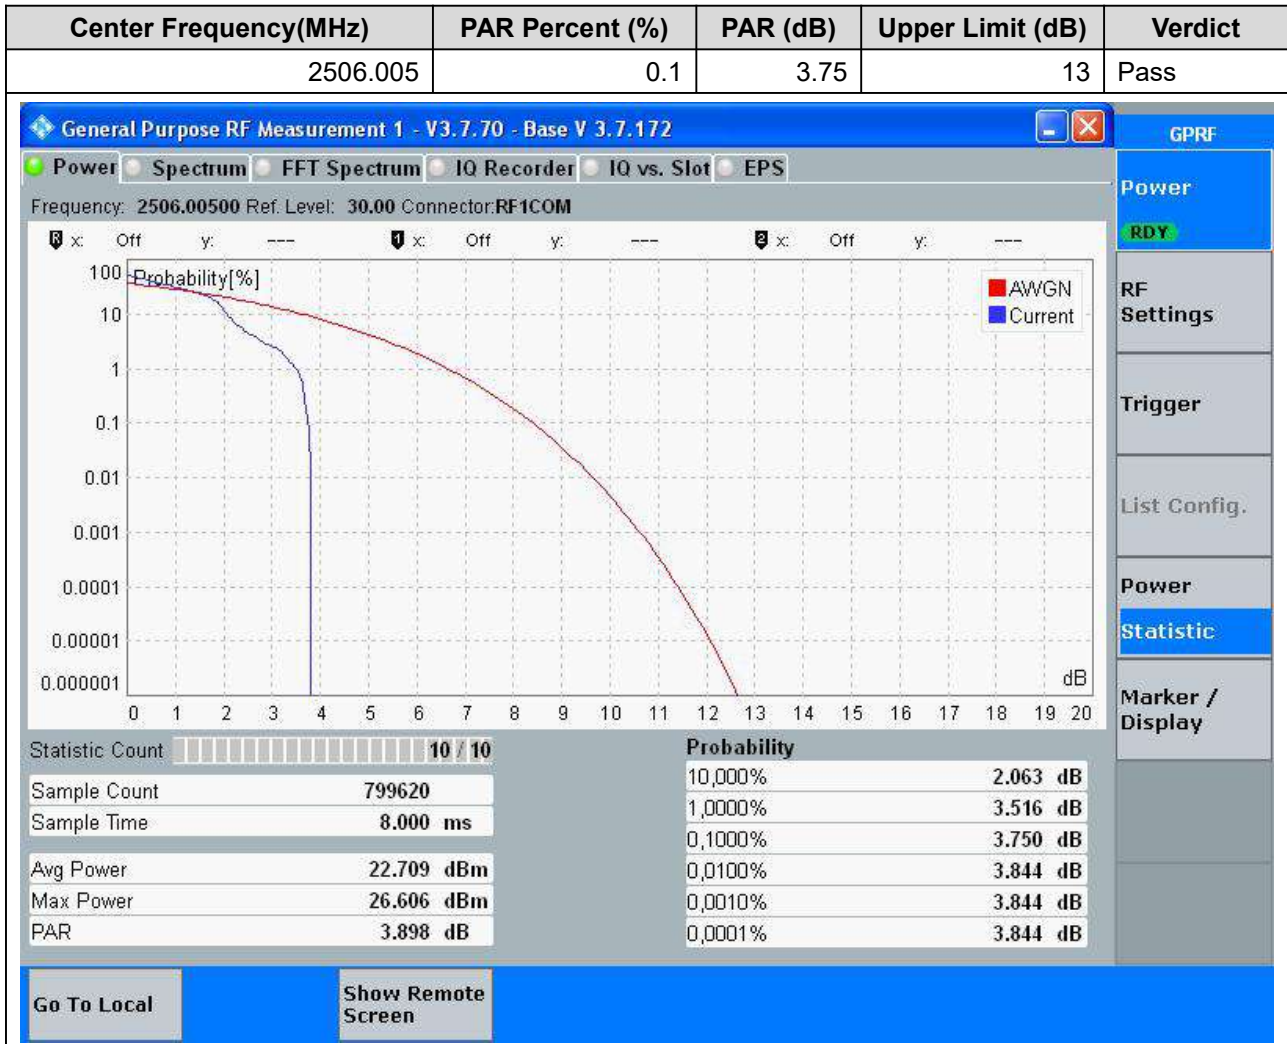 Center Frequency(MHz) PAR Percent (%) PAR (dB) Upper Limit (dB) Verdict
2506.005 0.1 3.75 13 Pass
General Purpose RF Measurement 1 - V3.7.70 - Base V 3.7.172
GPRF
Power Spectrum FFT Spectrum IQ Recorder IQ vs. Slot EPS
Power
RDY
Frequency: 2506.00500 Ref. Level: 30.00 Connector:RF1COM
R x: Off y: --- 1 x: Off y: --- 2 x: Off y: ---
Probability[%]
100
10
1
0.1
0.01
0.001
0.0001
0.00001
0.000001
AWGN
Current
dB
0 1 2 3 4 5 6 7 8 9 10 11 12 13 14 15 16 17 18 19 20
RF
Settings
Trigger
List Config.
Power
Statistic
Marker /
Display
Statistic Count 10 / 10
Sample Count 799620
Sample Time 8.000 ms
Avg Power 22.709 dBm
Max Power 26.606 dBm
PAR 3.898 dB
Probability
10,000% 2.063 dB
1,0000% 3.516 dB
0,1000% 3.750 dB
0,0100% 3.844 dB
0,0010% 3.844 dB
0,0001% 3.844 dB
Go To Local
Show Remote
Screen